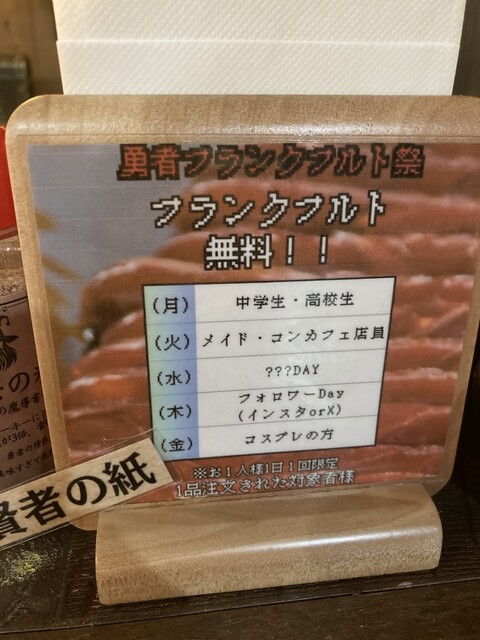 勇者フランクフルト祭
フランクフルト
無料！！
(月) 中学生・高校生
(火) メイド・コンカフェ店員
(水) ???DAY
(木) フォロワーDay
(インスタorX)
(金) コスプレの方
※お1人様1日1回限定
1品注文された対象者様
賢者の紙